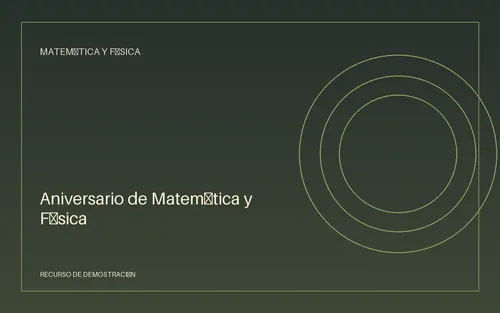 MATEM�TICA Y F�SICA
Aniversario de Matem�tica y
F�sica
RECURSO DE DEMOSTRACI�N